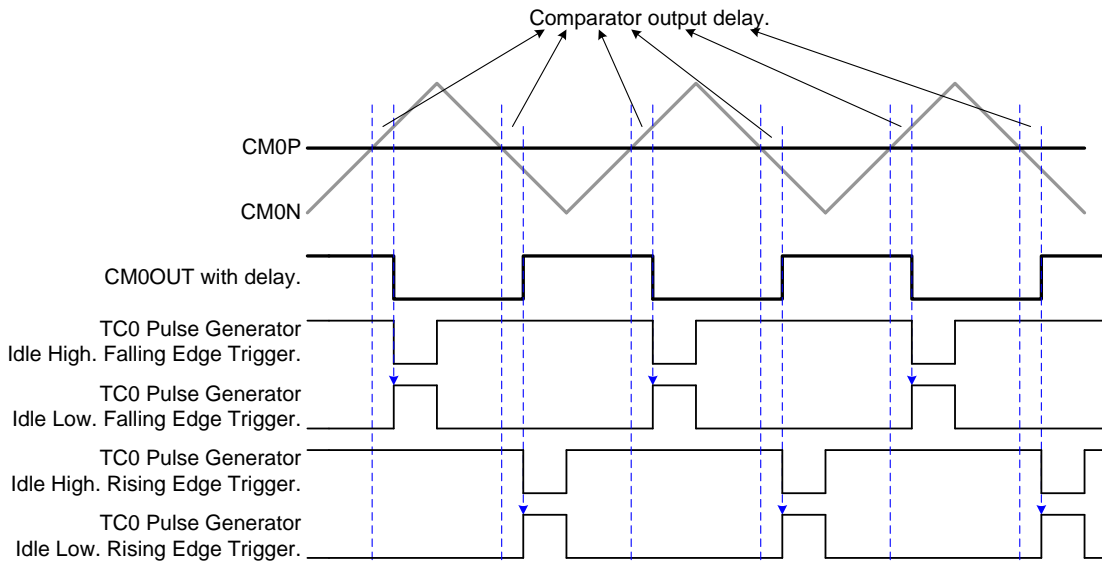 Comparator output delay.
CM0P
CM0N
CM0OUT with delay.
TC0 Pulse Generator
Idle High. Falling Edge Trigger.
TC0 Pulse Generator
Idle Low. Falling Edge Trigger.
TC0 Pulse Generator
Idle High. Rising Edge Trigger.
TC0 Pulse Generator
Idle Low. Rising Edge Trigger.